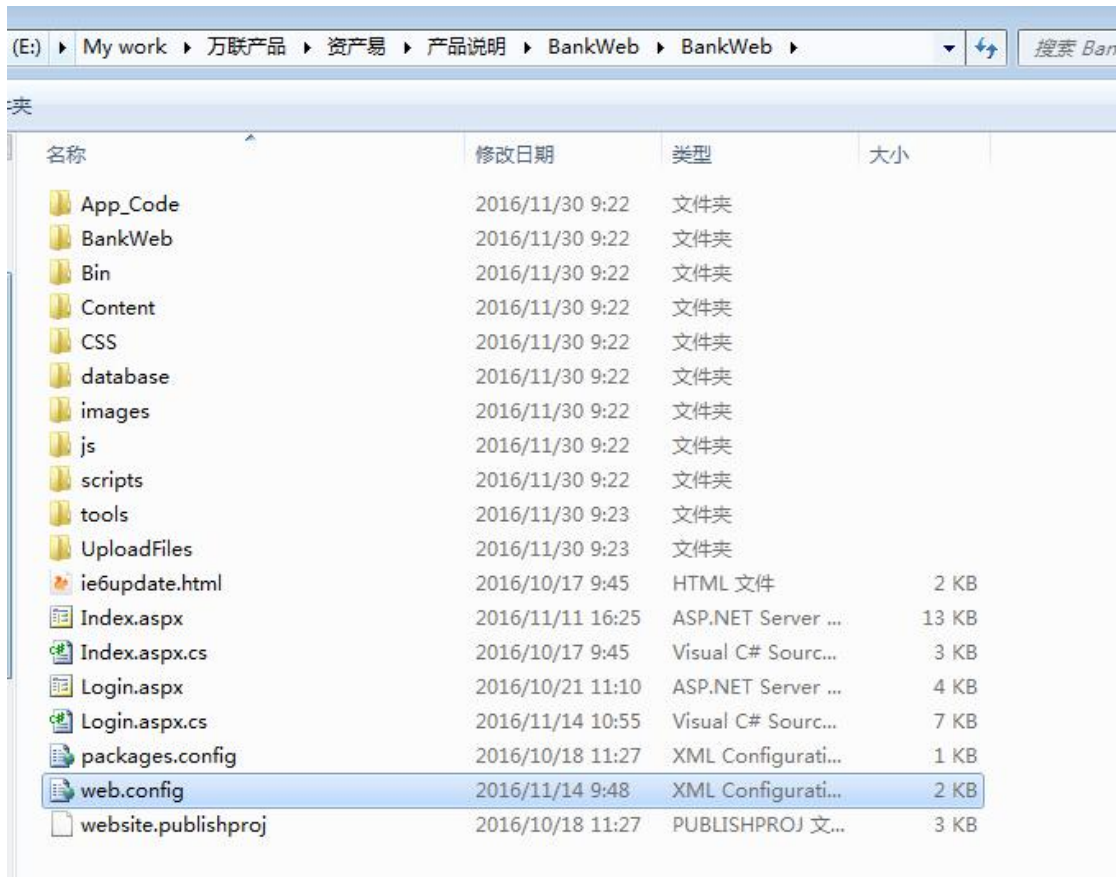 (E:) My work 万联产品 资产易 产品说明 BankWeb BankWeb 搜索 Ban
夹
名称 修改日期 类型 大小
App_Code 2016/11/30 9:22 文件夹
BankWeb 2016/11/30 9:22 文件夹
Bin 2016/11/30 9:22 文件夹
Content 2016/11/30 9:22 文件夹
CSS 2016/11/30 9:22 文件夹
database 2016/11/30 9:22 文件夹
images 2016/11/30 9:22 文件夹
js 2016/11/30 9:22 文件夹
scripts 2016/11/30 9:22 文件夹
tools 2016/11/30 9:23 文件夹
UploadFiles 2016/11/30 9:23 文件夹
ie6update.html 2016/10/17 9:45 HTML 文件 2 KB
Index.aspx 2016/11/11 16:25 ASP.NET Server ... 13 KB
Index.aspx.cs 2016/10/17 9:45 Visual C# Sourc... 3 KB
Login.aspx 2016/10/21 11:10 ASP.NET Server ... 4 KB
Login.aspx.cs 2016/11/14 10:55 Visual C# Sourc... 7 KB
packages.config 2016/10/18 11:27 XML Configurati... 1 KB
web.config 2016/11/14 9:48 XML Configurati... 2 KB
website.publishproj 2016/10/18 11:27 PUBLISHPROJ 文... 3 KB